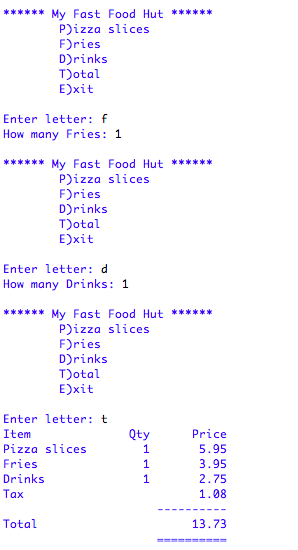 ****** My Fast Food Hut ******
P)izza slices
F)ries
D)rinks
T)otal
E)xit
Enter letter: f
How many Fries: 1
****** My Fast Food Hut ******
P)izza slices
F)ries
D)rinks
T)otal
E)xit
Enter letter: d
How many Drinks: 1
****** My Fast Food Hut ******
P)izza slices
F)ries
D)rinks
T)otal
E)xit
Enter letter: t
Item Qty Price
Pizza slices 1 5.95
Fries 1 3.95
Drinks 1 2.75
Tax 1.08
----------
Total 13.73
==========